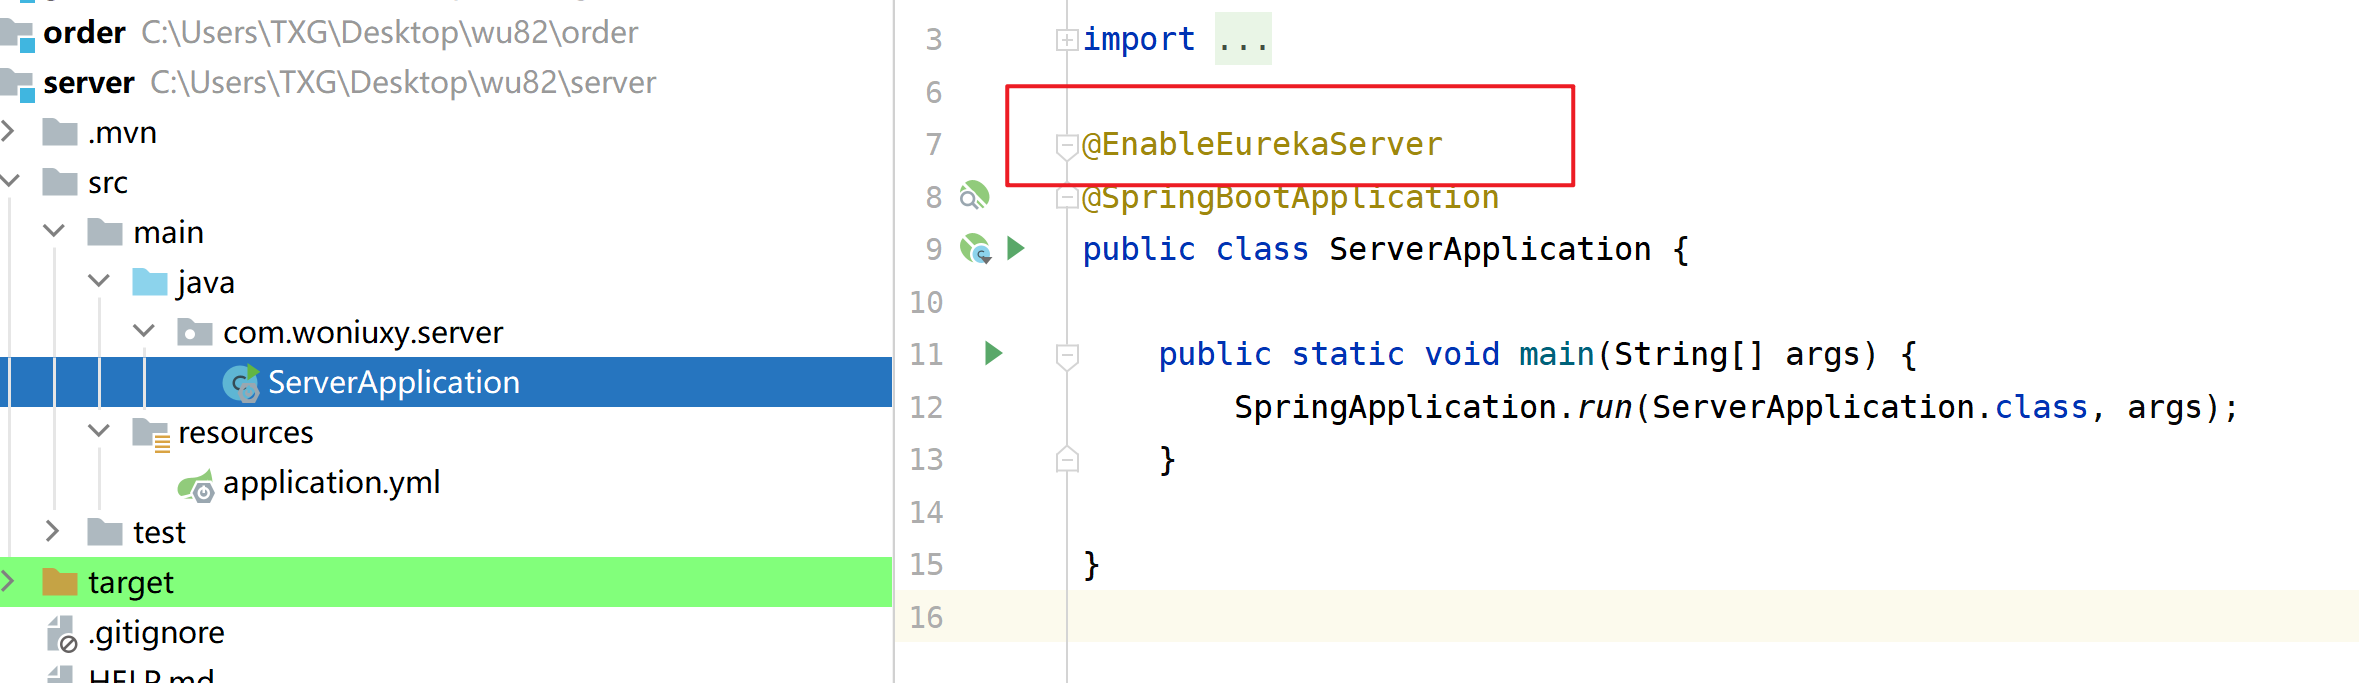 order C:\Users\TXG\Desktop\wu82\order
server C:\Users\TXG\Desktop\wu82\server
.mvn
src
main
java
com.woniuxy.server
ServerApplication
resources
application.yml
test
target
.gitignore
HELP.md
3 import ...
6
7 @EnableEurekaServer
8 @SpringBootApplication
9 public class ServerApplication {
10
11 public static void main(String[] args) {
12 SpringApplication.run(ServerApplication.class, args);
13 }
14
15 }
16